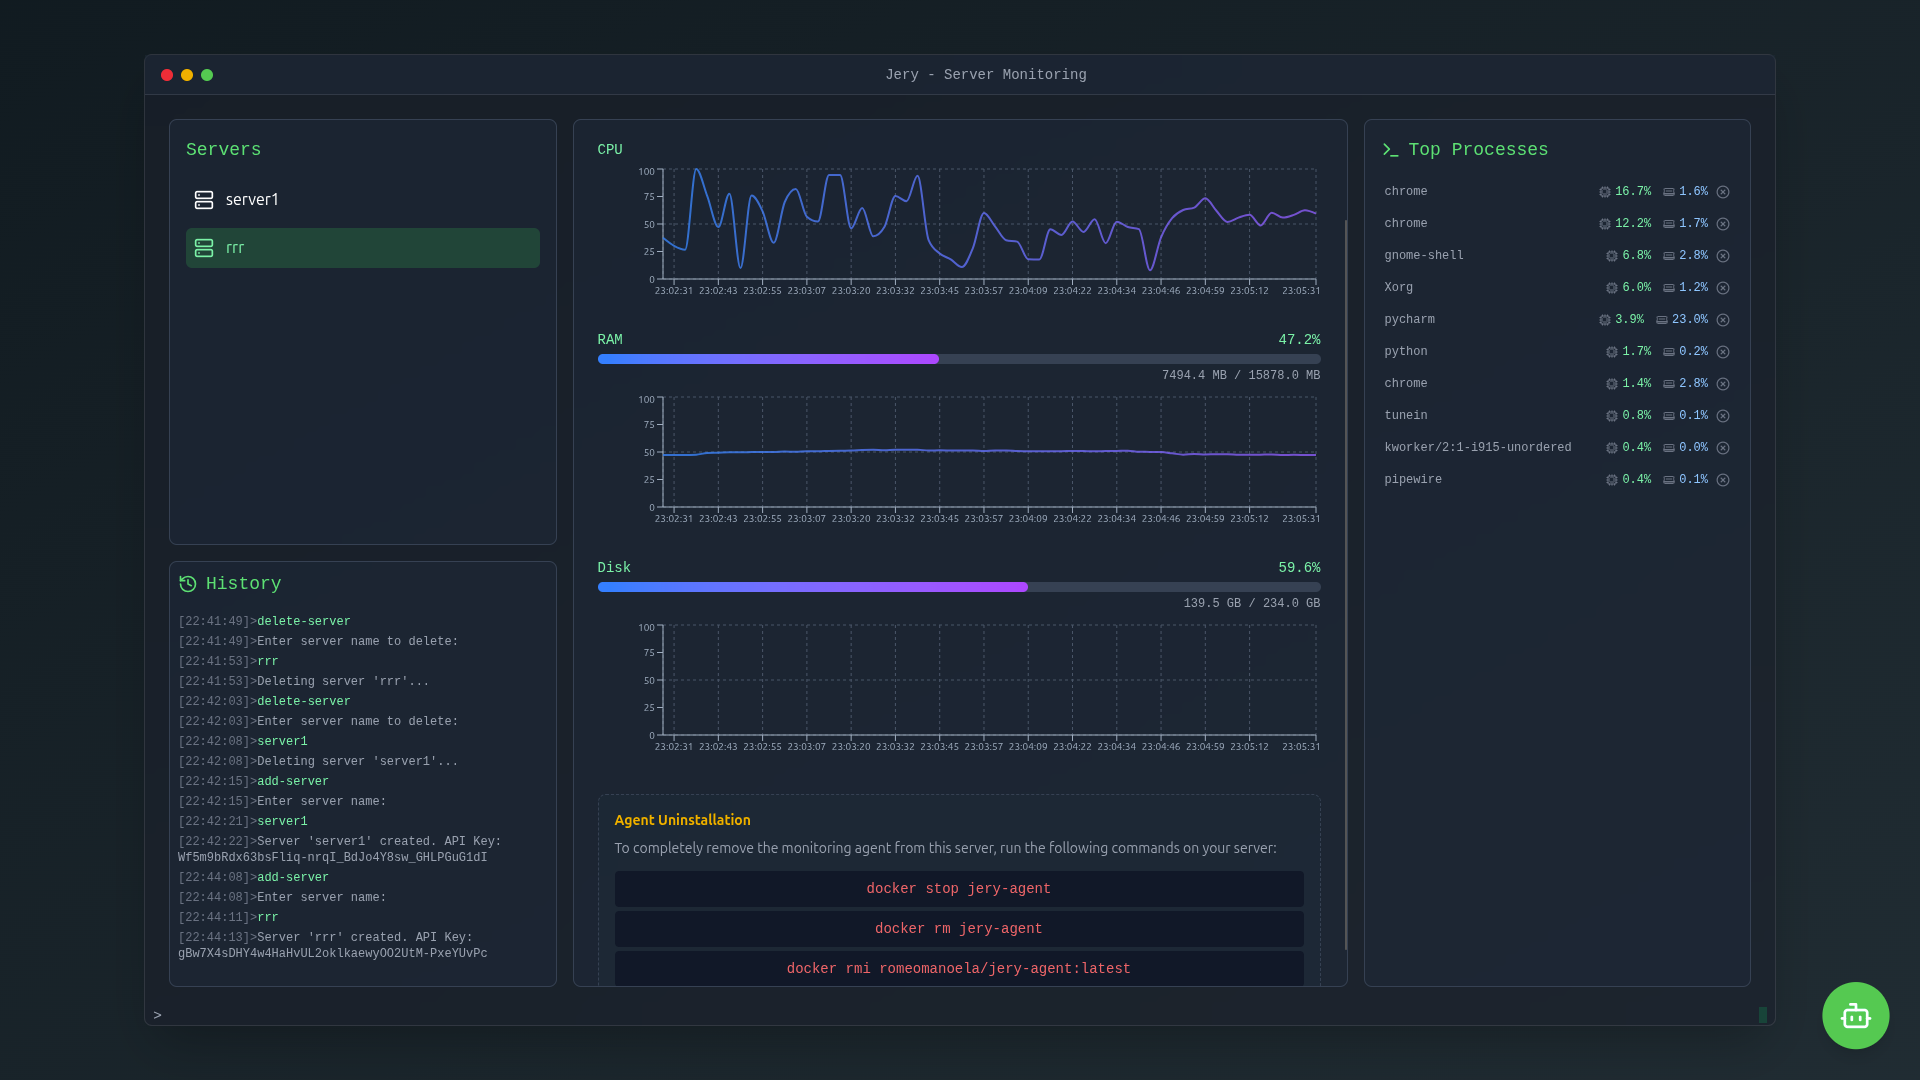 Jery - Server Monitoring
Servers
server1
rrr
History
[22:41:49]>delete-server
[22:41:49]>Enter server name to delete:
[22:41:53]>rrr
[22:41:53]>Deleting server 'rrr'...
[22:42:03]>delete-server
[22:42:03]>Enter server name to delete:
[22:42:08]>server1
[22:42:08]>Deleting server 'server1'...
[22:42:15]>add-server
[22:42:15]>Enter server name:
[22:42:21]>server1
[22:42:22]>Server 'server1' created. API Key:
Wf5m9bRdx63bsFliq-nrqI_BdJo4Y8sw_GHLPGuG1dI
[22:44:08]>add-server
[22:44:08]>Enter server name:
[22:44:11]>rrr
[22:44:13]>Server 'rrr' created. API Key:
gBw7X4sDHY4w4HaHvUL2oklkaewyOO2UtM-PxeYUvPc
>
CPU
100
75
50
25
0
23:02:31 23:02:43 23:02:55 23:03:07 23:03:20 23:03:32 23:03:45 23:03:57 23:04:09 23:04:22 23:04:34 23:04:46 23:04:59 23:05:12 23:05:31
RAM 47.2%
7494.4 MB / 15878.0 MB
100
75
50
25
0
23:02:31 23:02:43 23:02:55 23:03:07 23:03:20 23:03:32 23:03:45 23:03:57 23:04:09 23:04:22 23:04:34 23:04:46 23:04:59 23:05:12 23:05:31
Disk 59.6%
139.5 GB / 234.0 GB
100
75
50
25
0
23:02:31 23:02:43 23:02:55 23:03:07 23:03:20 23:03:32 23:03:45 23:03:57 23:04:09 23:04:22 23:04:34 23:04:46 23:04:59 23:05:12 23:05:31
Agent Uninstallation
To completely remove the monitoring agent from this server, run the following commands on your server:
docker stop jery-agent
docker rm jery-agent
docker rmi romeomanoela/jery-agent:latest
Top Processes
chrome 16.7% 1.6%
chrome 12.2% 1.7%
gnome-shell 6.8% 2.8%
Xorg 6.0% 1.2%
pycharm 3.9% 23.0%
python 1.7% 0.2%
chrome 1.4% 2.8%
tunein 0.8% 0.1%
kworker/2:1-i915-unordered 0.4% 0.0%
pipewire 0.4% 0.1%